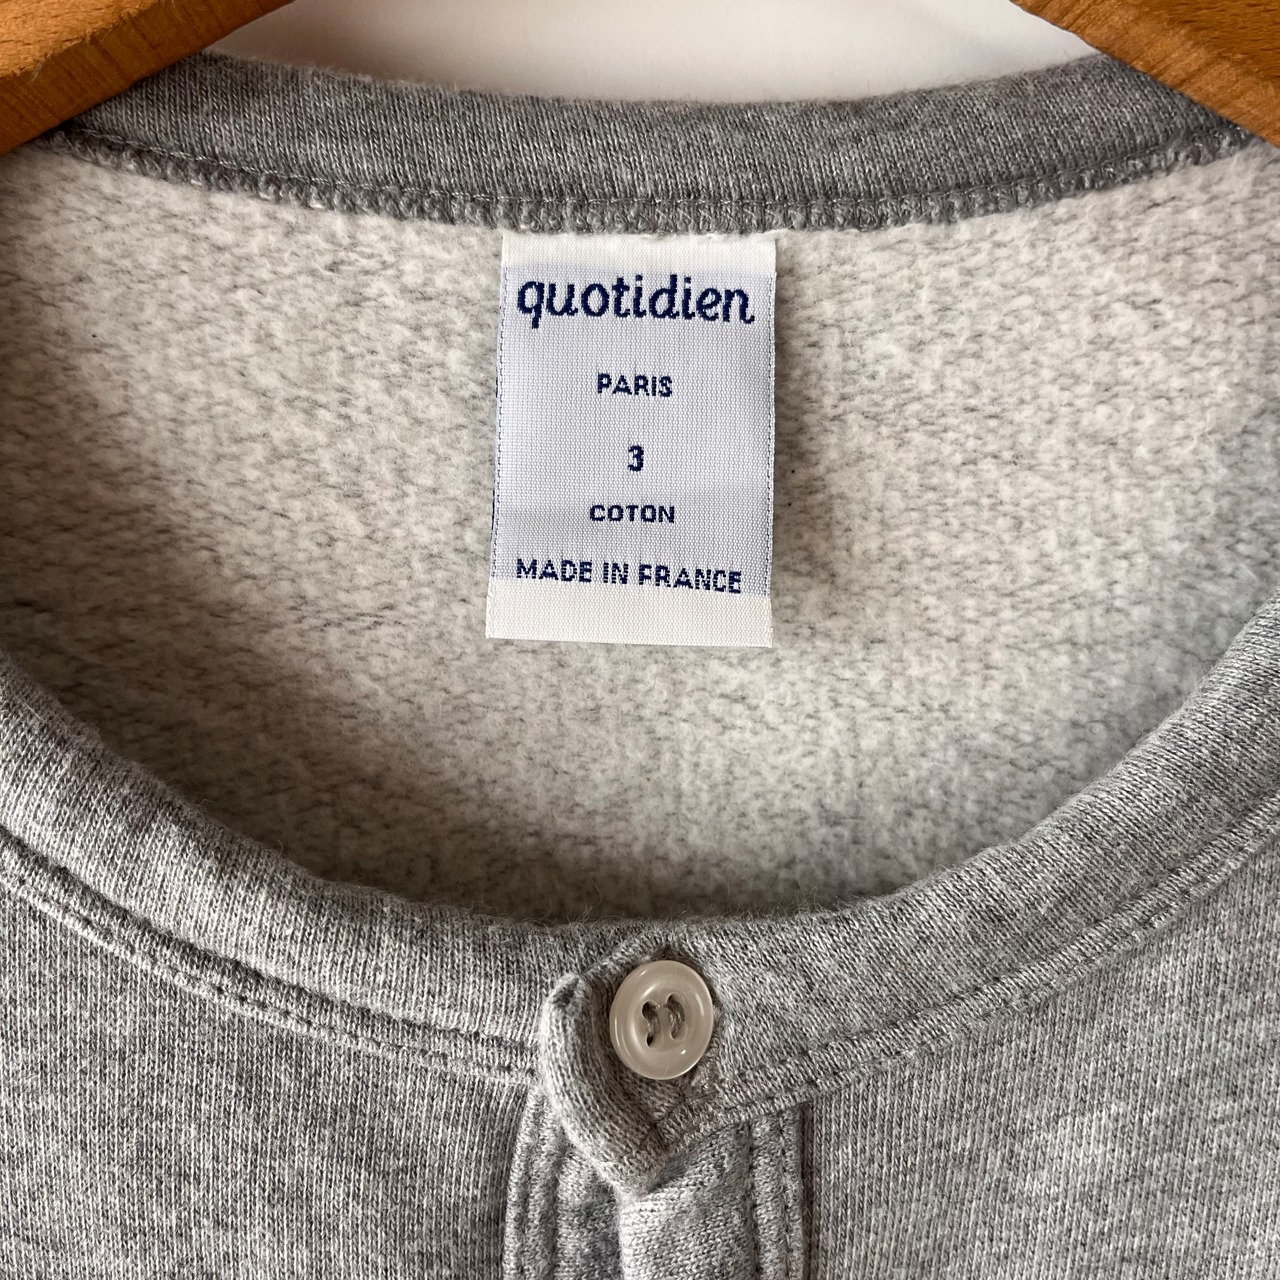 quotidien
PARIS
3
COTON
MADE IN FRANCE